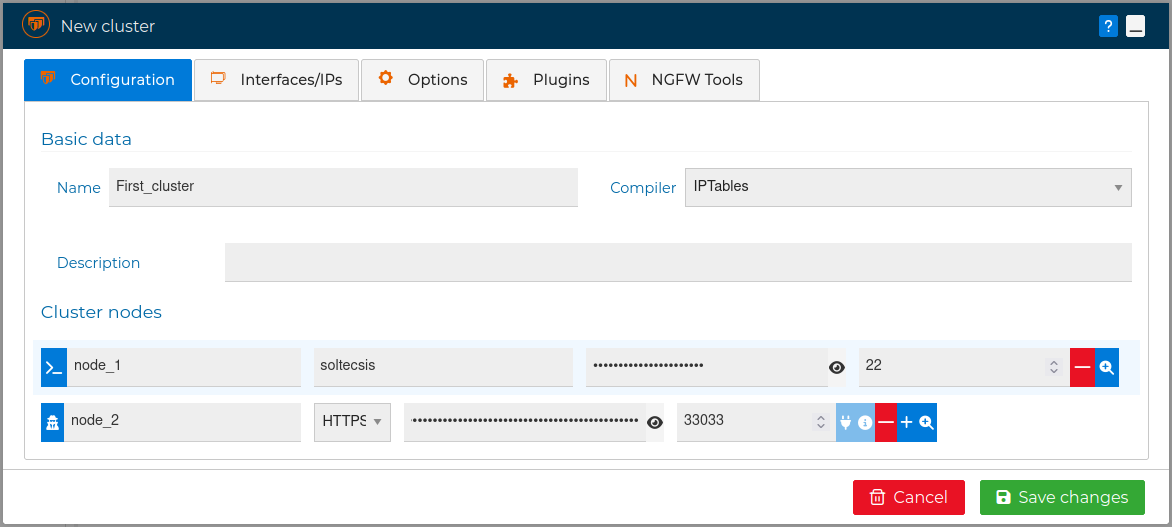 New cluster
?
Configuration Interfaces/IPs Options Plugins N NGFW Tools
Basic data
Name First_cluster Compiler IPTables
Description
Cluster nodes
node_1 soltecsis •••••••••••••••••••••• 22
node_2 HTTPS 33033
Cancel Save changes